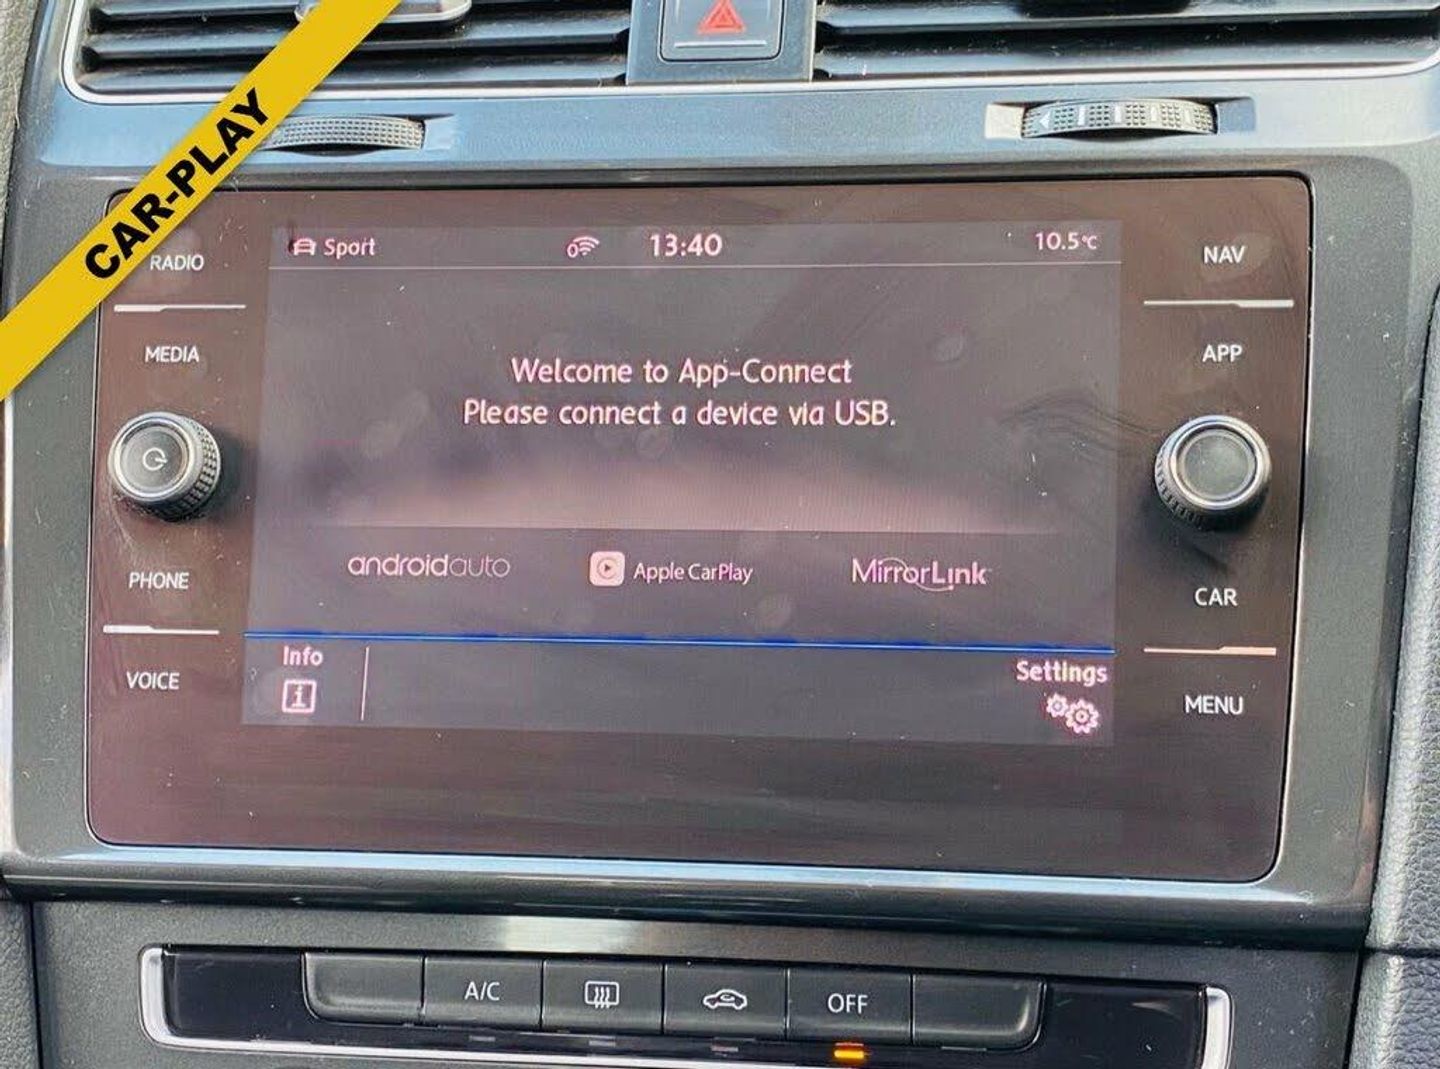 CAR-PLAY
Sport 13:40 10.5°C
RADIO
NAV
MEDIA
APP
Welcome to App-Connect
Please connect a device via USB.
androidauto Apple CarPlay MirrorLink
PHONE
CAR
Info
Settings
VOICE
MENU
A/C OFF